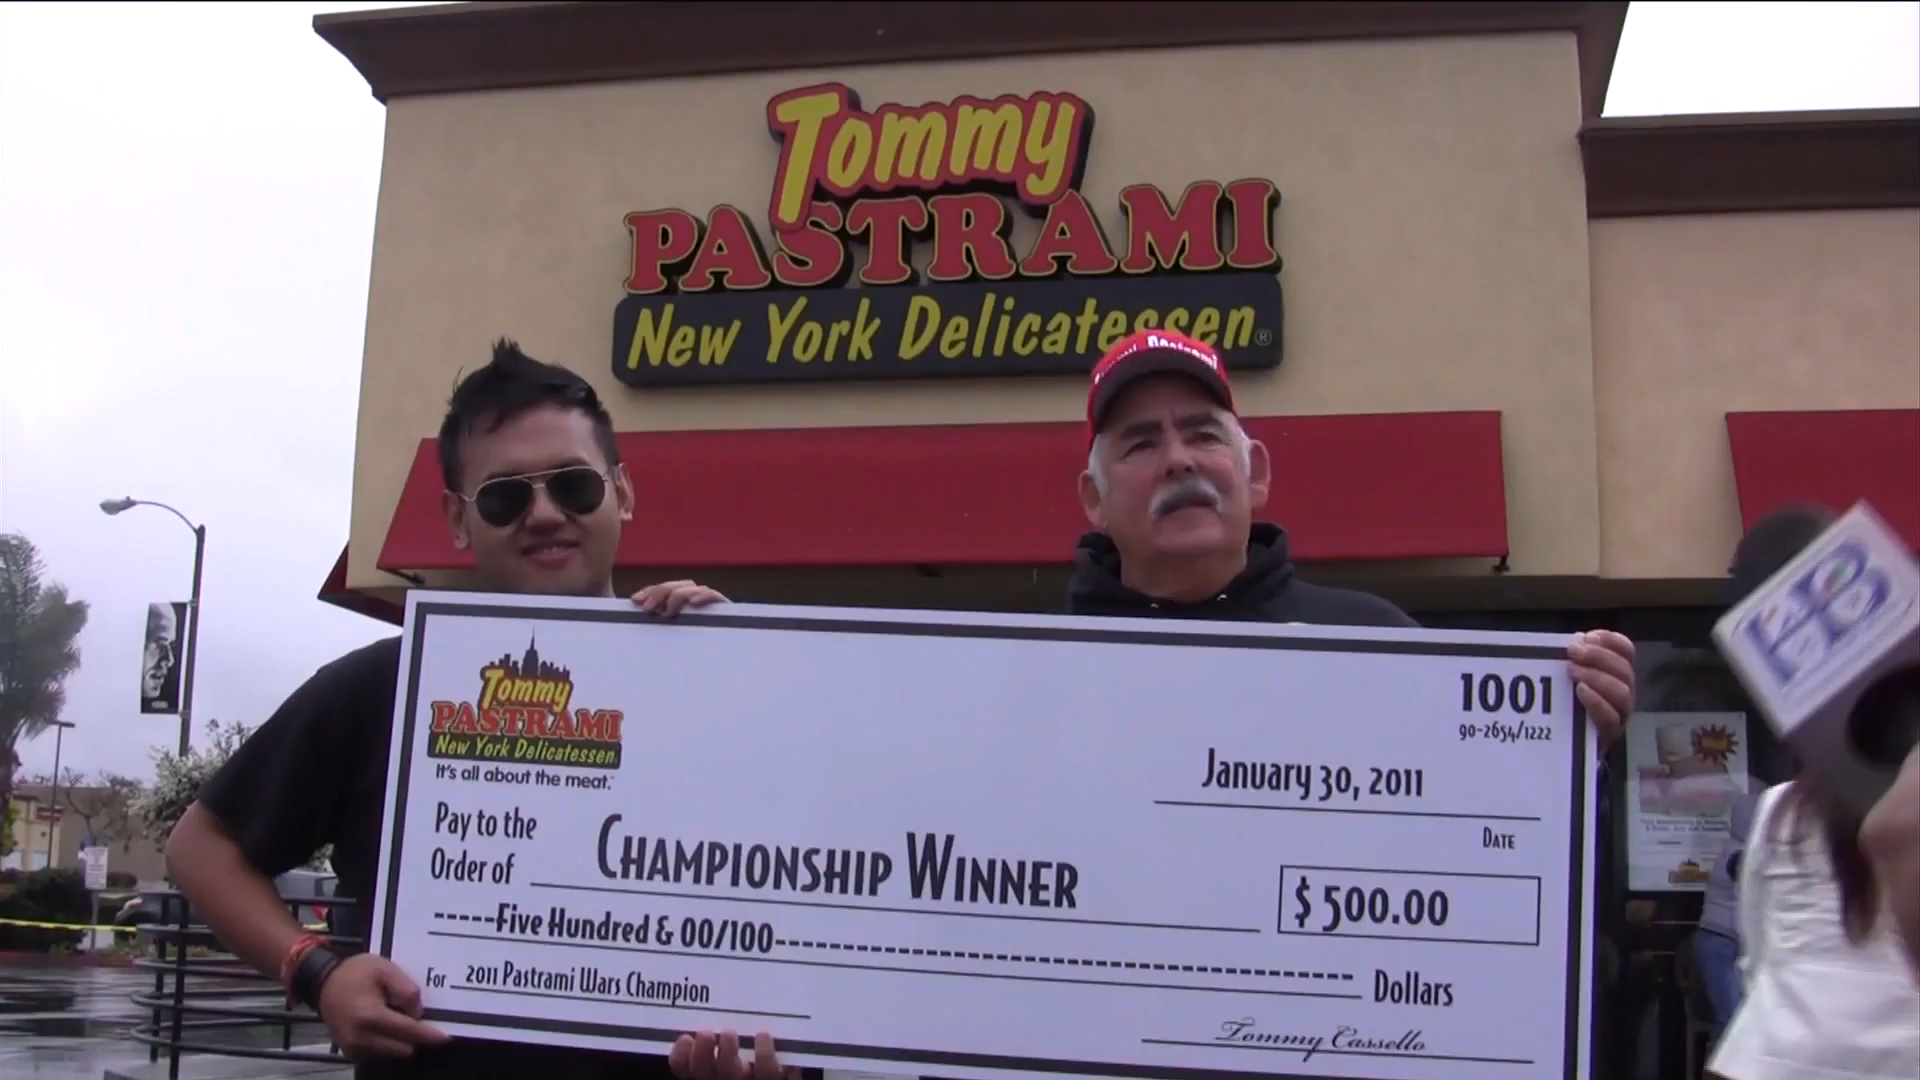 Tommy
PASTRAMI
New York Delicatessen®
Pastrami
Tommy
PASTRAMI
New York Delicatessen
It's all about the meat.
1001
90-2654/1222
January 30, 2011
DATE
Pay to the
Order of
CHAMPIONSHIP WINNER
$ 500.00
-----Five Hundred & 00/100-------------------------------------------- Dollars
For 2011 Pastrami Wars Champion
Tommy Cassello